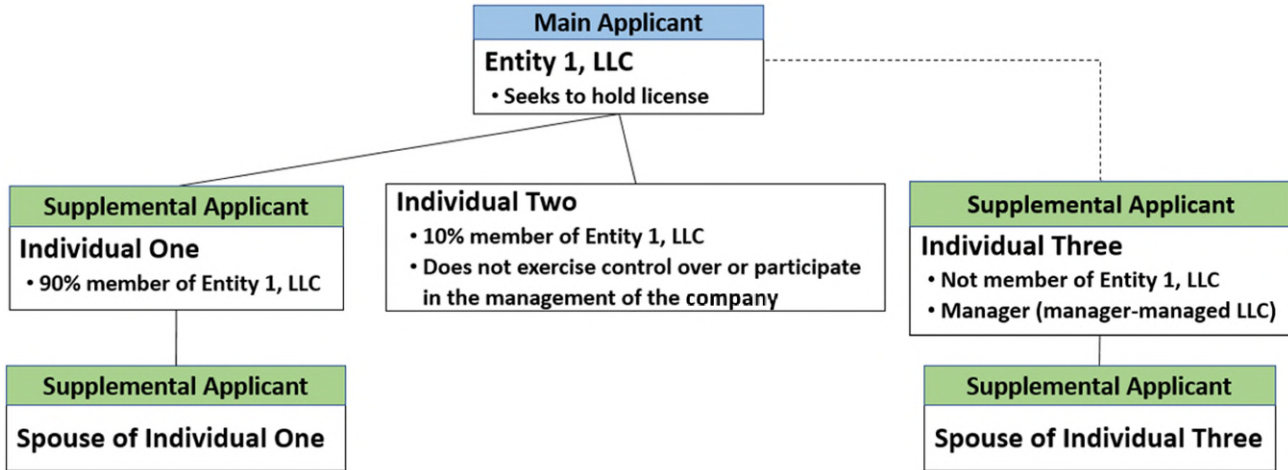 Main Applicant
Entity 1, LLC
• Seeks to hold license
Supplemental Applicant
Individual One
• 90% member of Entity 1, LLC
Individual Two
• 10% member of Entity 1, LLC
• Does not exercise control over or participate
in the management of the company
Supplemental Applicant
Individual Three
• Not member of Entity 1, LLC
• Manager (manager-managed LLC)
Supplemental Applicant
Spouse of Individual One
Supplemental Applicant
Spouse of Individual Three